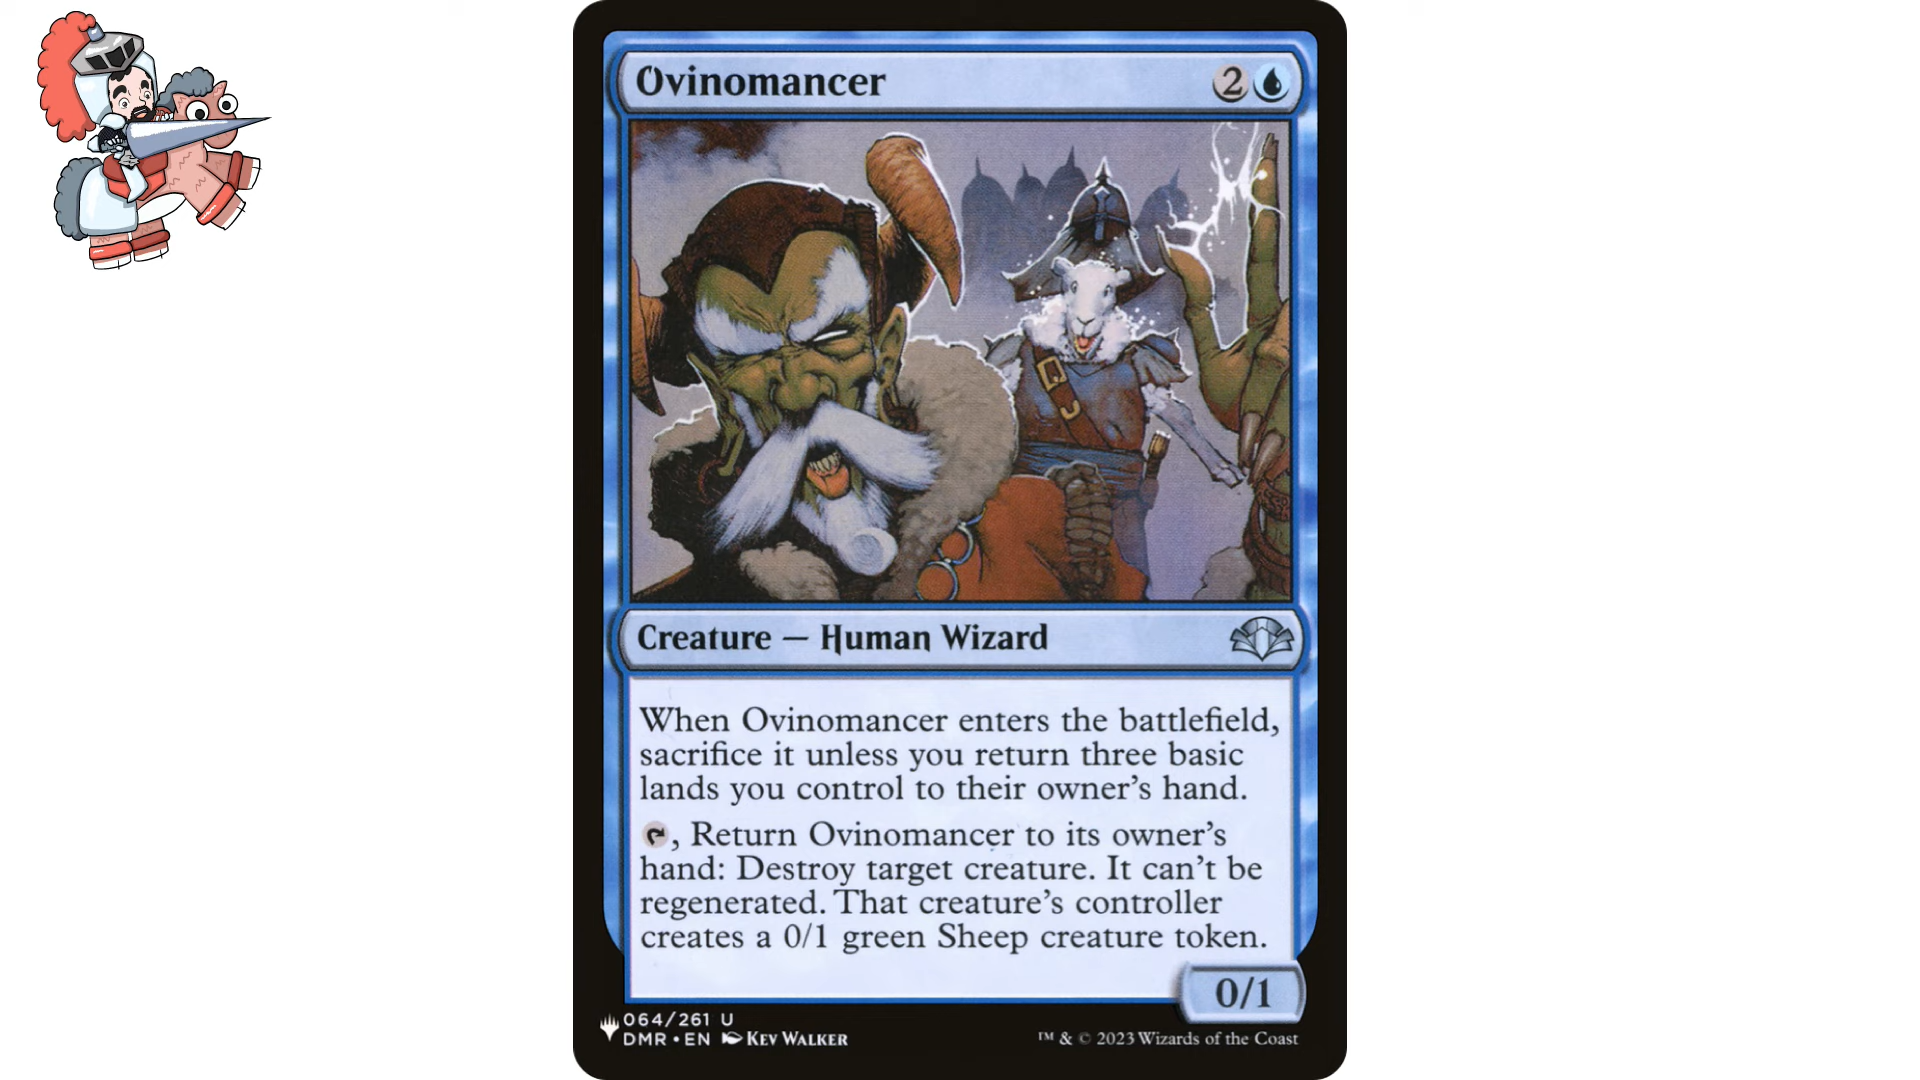 Ovinomancer 2
Creature — Human Wizard
When Ovinomancer enters the battlefield,
sacrifice it unless you return three basic
lands you control to their owner's hand.
, Return Ovinomancer to its owner's
hand: Destroy target creature. It can't be
regenerated. That creature's controller
creates a 0/1 green Sheep creature token.
0/1
064/261 U
DMR • EN KEV WALKER
™ & © 2023 Wizards of the Coast